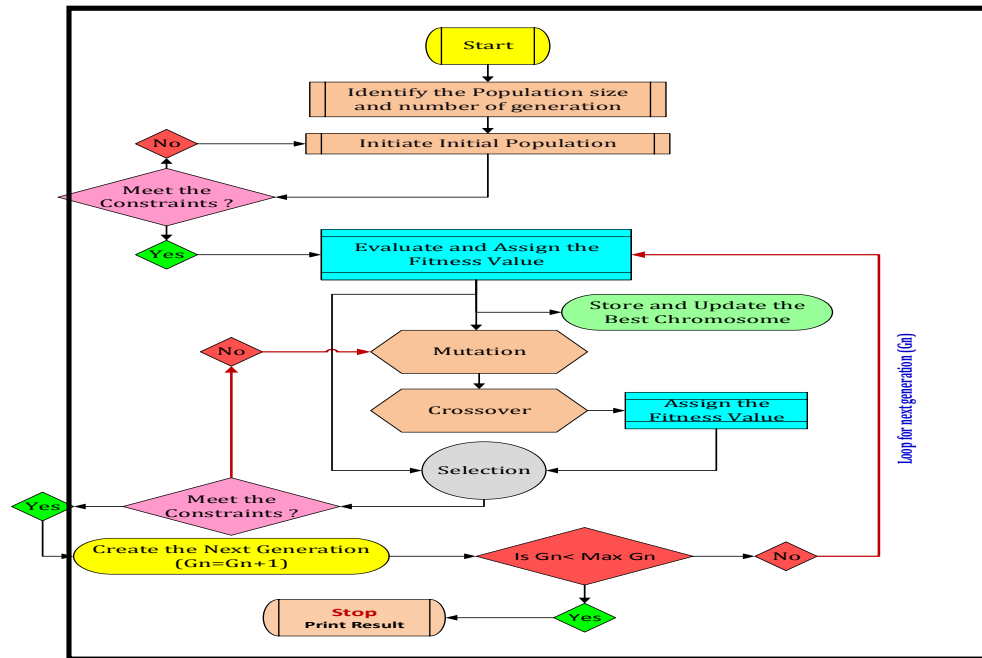 Start
Identify the Population size
and number of generation
No
Initiate Initial Population
Meet the
Constraints ?
Yes
Evaluate and Assign the
Fitness Value
Store and Update the
Best Chromosome
No
Mutation
Crossover
Assign the
Fitness Value
Loop for next generation (Gn)
Selection
Meet the
Constraints ?
Yes
Create the Next Generation
(Gn=Gn+1)
Is Gn< Max Gn
No
Yes
Stop
Print Result